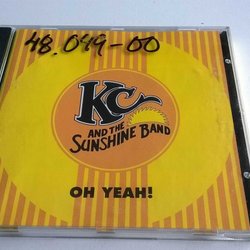 48.049-00
KC
AND THE
SUNSHINE BAND
OH YEAH!